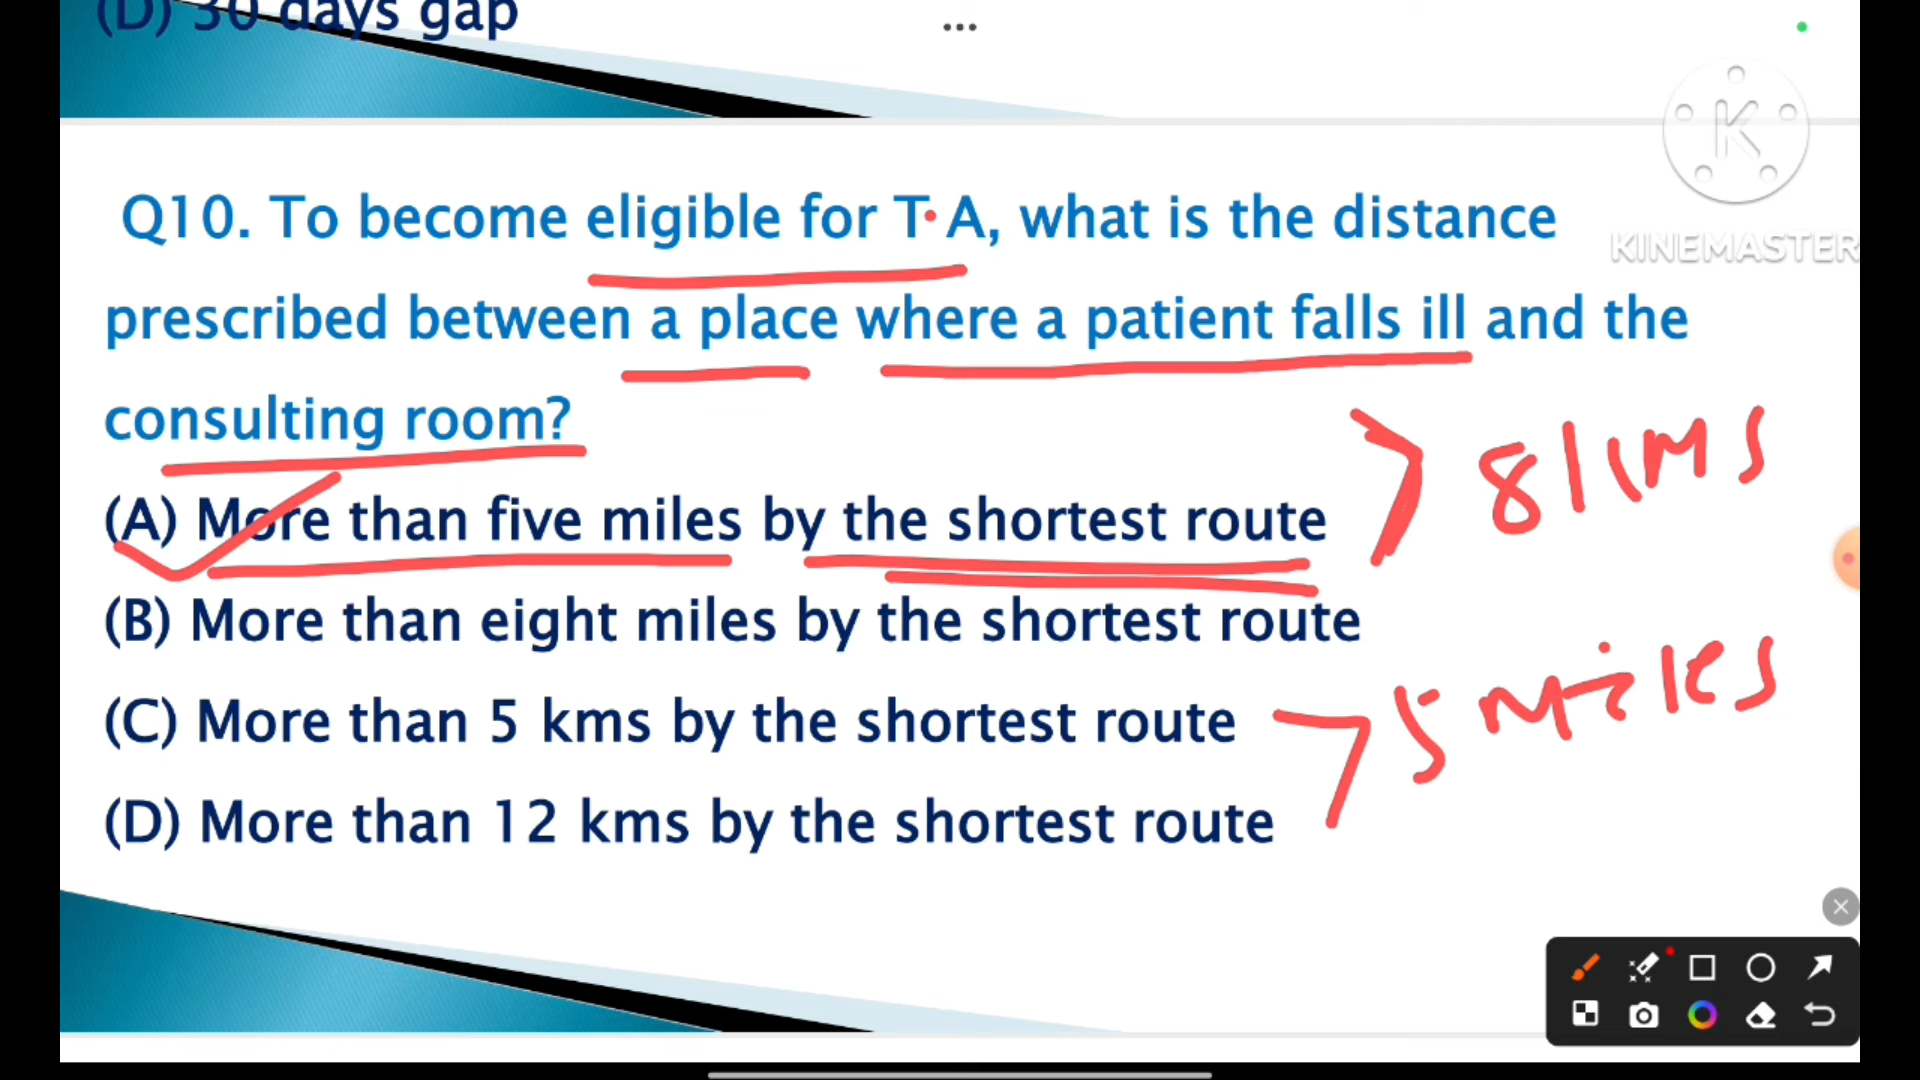 (D) 30 days gap
K
KINEMASTER
Q10. To become eligible for T.A, what is the distance
prescribed between a place where a patient falls ill and the
consulting room?
(A) More than five miles by the shortest route
> 8 KMS
(B) More than eight miles by the shortest route
(C) More than 5 kms by the shortest route
> 5 Miles
(D) More than 12 kms by the shortest route